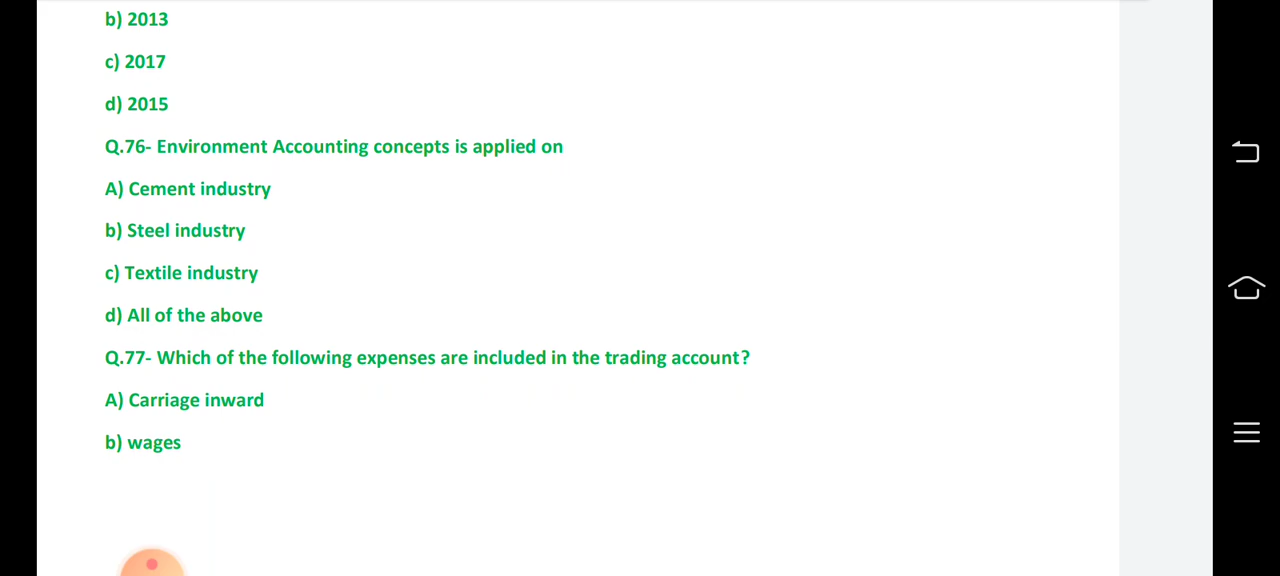 b) 2013
c) 2017
d) 2015
Q.76- Environment Accounting concepts is applied on
A) Cement industry
b) Steel industry
c) Textile industry
d) All of the above
Q.77- Which of the following expenses are included in the trading account?
A) Carriage inward
b) wages